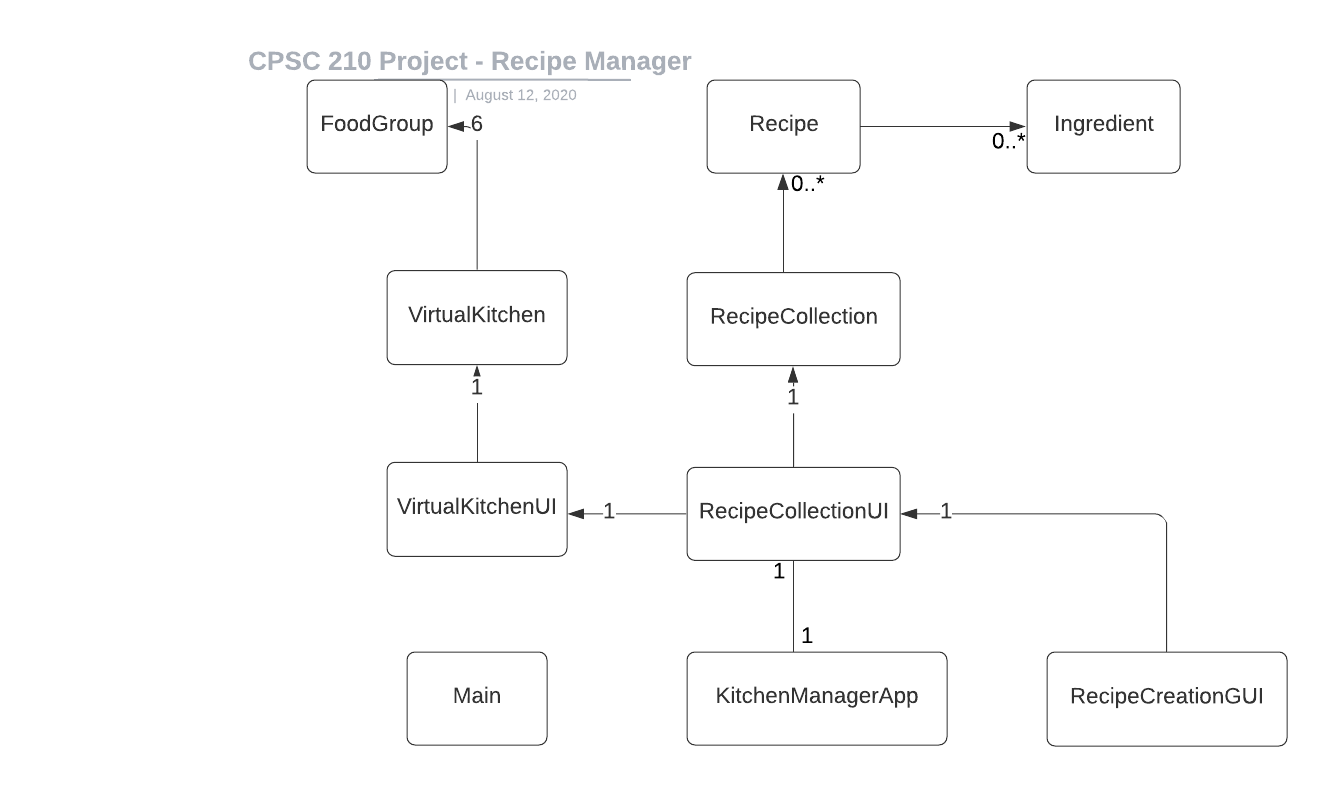 CPSC 210 Project - Recipe Manager
| August 12, 2020
FoodGroup
6
Recipe
0..*
Ingredient
0..*
VirtualKitchen
RecipeCollection
1
1
VirtualKitchenUI
1
RecipeCollectionUI
1
1
1
Main
KitchenManagerApp
RecipeCreationGUI